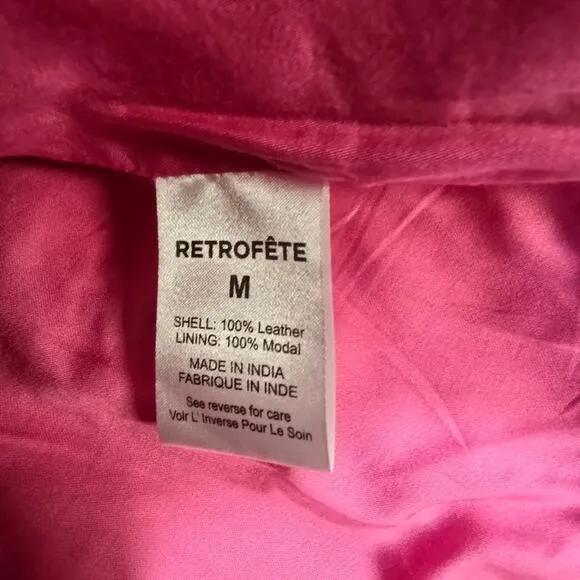 RETROFÊTE
M
SHELL: 100% Leather
LINING: 100% Modal
MADE IN INDIA
FABRIQUE IN INDE
See reverse for care
Voir L' Inverse Pour Le Soin